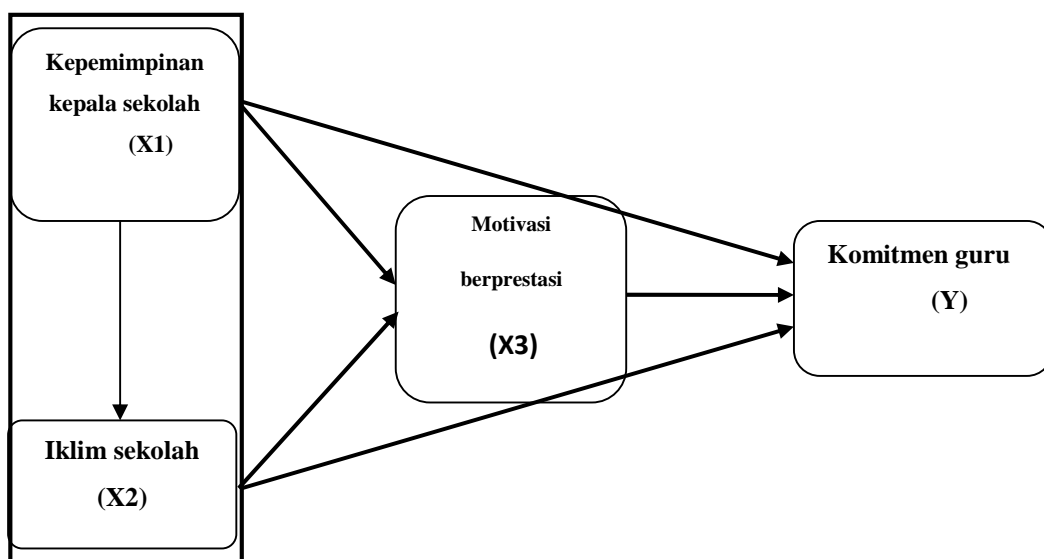 Kepemimpinan
kepala sekolah
(X1)
Motivasi
berprestasi
(X3)
Komitmen guru
(Y)
Iklim sekolah
(X2)